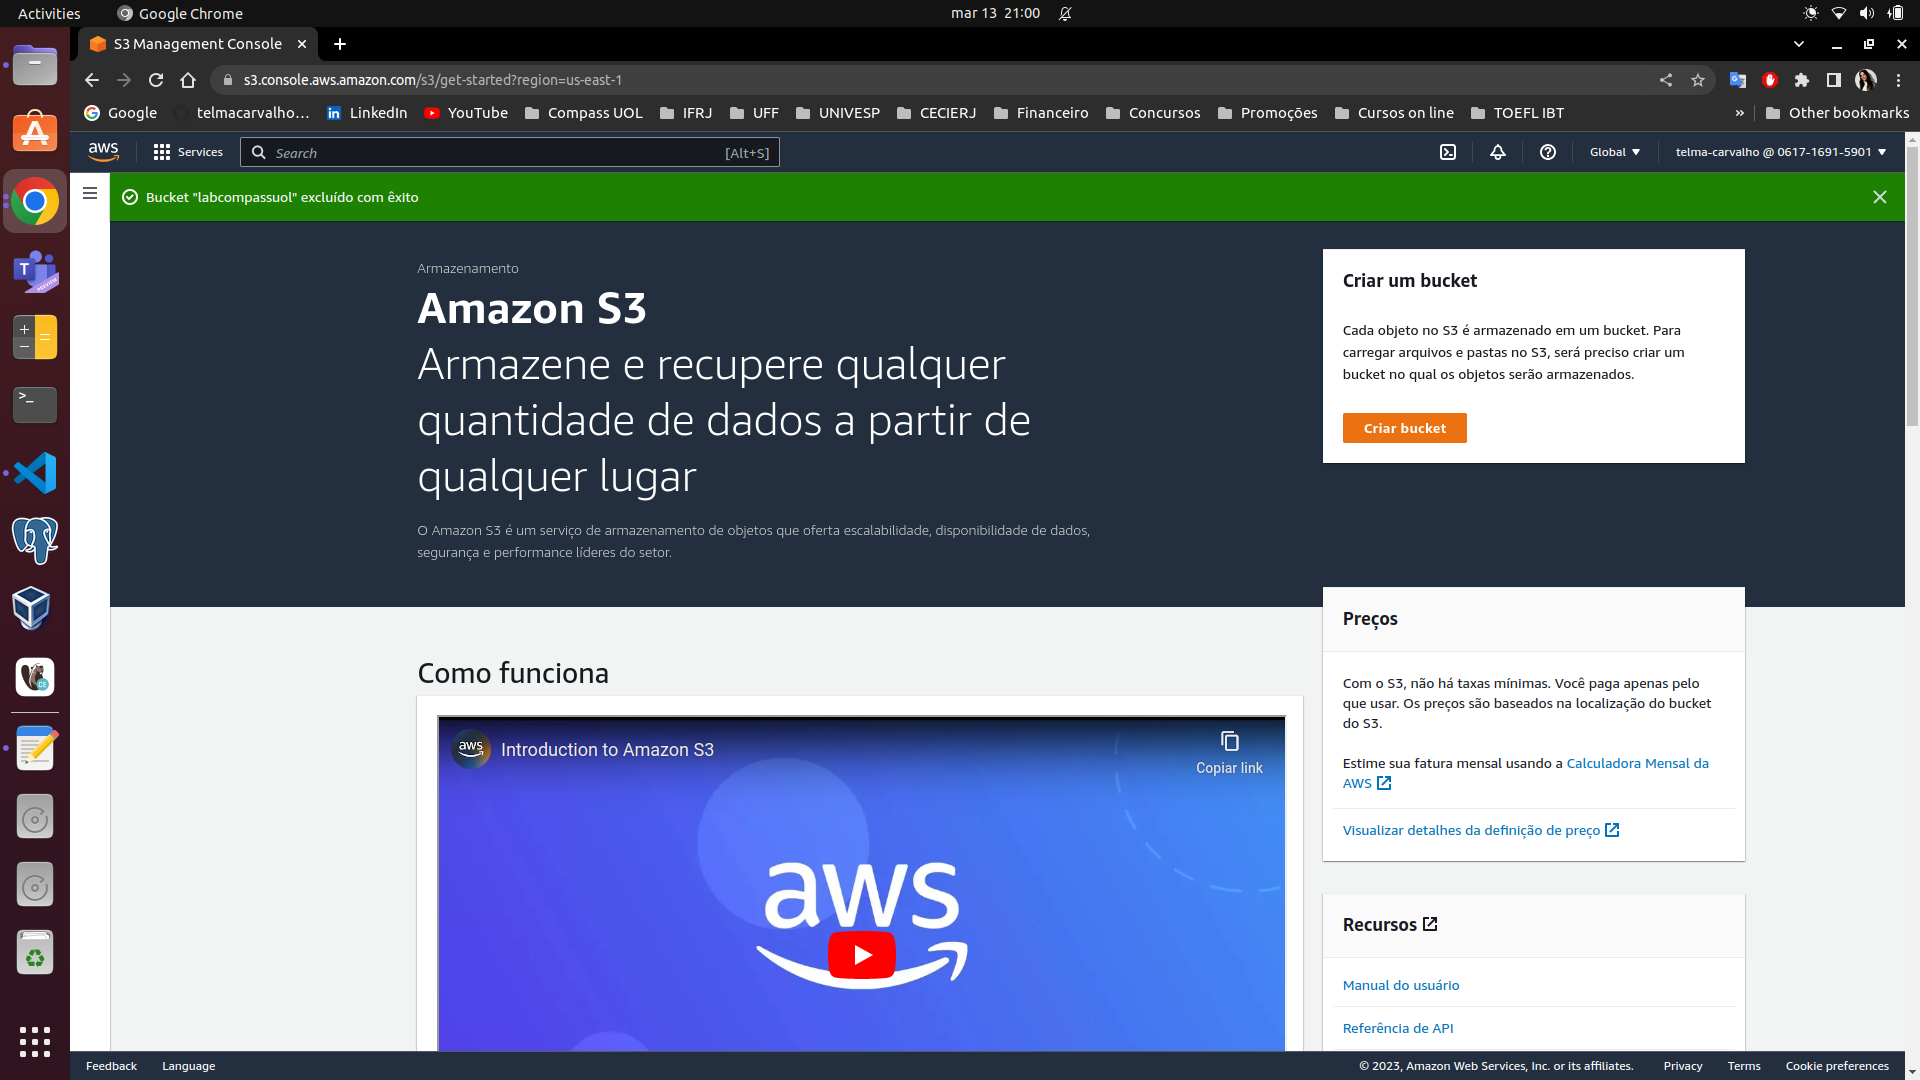 Activities
Google Chrome
mar 13 21:00
S3 Management Console
s3.console.aws.amazon.com/s3/get-started?region=us-east-1
Google
telmacarvalho...
LinkedIn
YouTube
Compass UOL
IFRJ
UFF
UNIVESP
CECIERJ
Financeiro
Concursos
Promoções
Cursos on line
TOEFL IBT
»
Other bookmarks
aws
Services
Search
[Alt+S]
Global
telma-carvalho @ 0617-1691-5901
Bucket "labcompassuol" excluído com êxito
Armazenamento
Amazon S3
Armazene e recupere qualquer
quantidade de dados a partir de
qualquer lugar
O Amazon S3 é um serviço de armazenamento de objetos que oferta escalabilidade, disponibilidade de dados,
segurança e performance líderes do setor.
Criar um bucket
Cada objeto no S3 é armazenado em um bucket. Para
carregar arquivos e pastas no S3, será preciso criar um
bucket no qual os objetos serão armazenados.
Criar bucket
Preços
Com o S3, não há taxas mínimas. Você paga apenas pelo
que usar. Os preços são baseados na localização do bucket
do S3.
Estime sua fatura mensal usando a Calculadora Mensal da
AWS
Visualizar detalhes da definição de preço
Como funciona
aws
Introduction to Amazon S3
Copiar link
aws
Recursos
Manual do usuário
Referência de API
Feedback
Language
© 2023, Amazon Web Services, Inc. or its affiliates.
Privacy
Terms
Cookie preferences